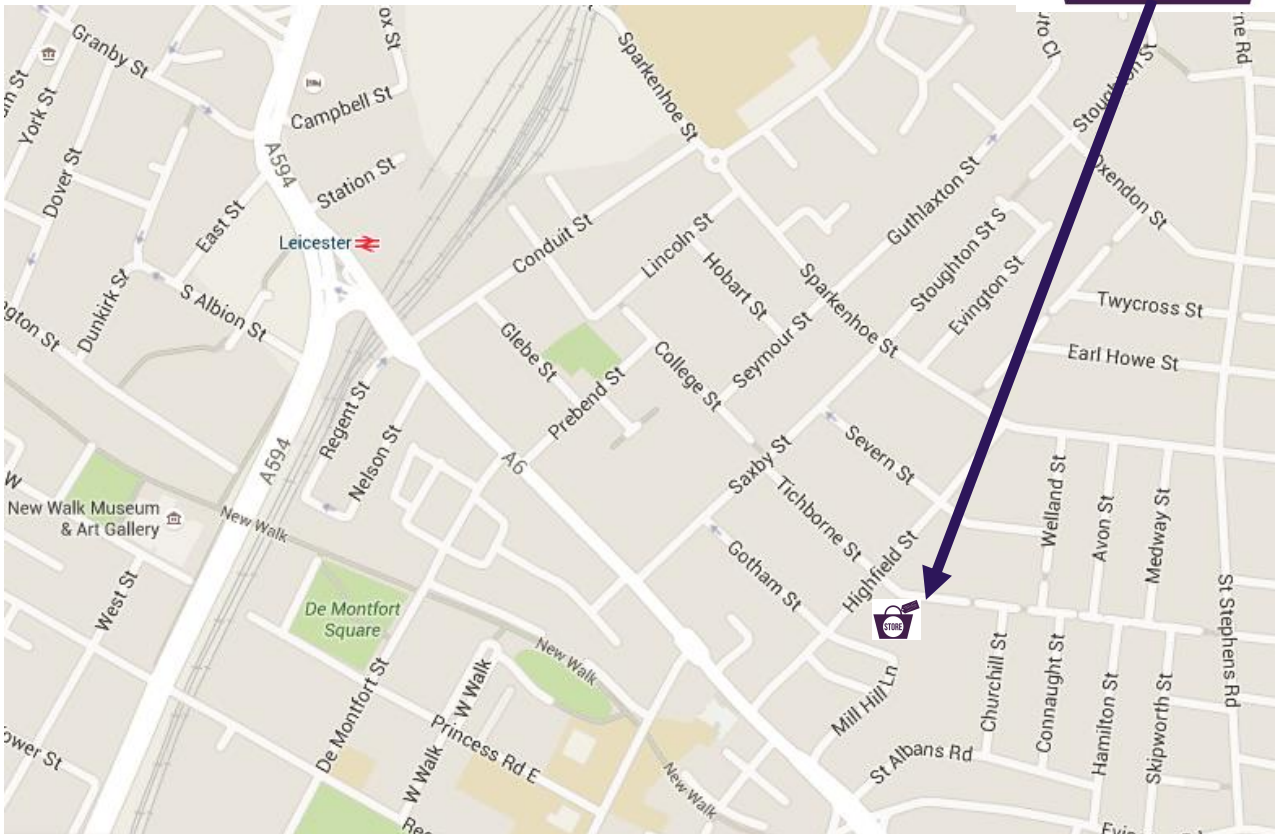 Granby St
York St
Dover St
Campbell St
Station St
A594
East St
Leicester
Dunkirk St
S Albion St
Conduit St
Sparkenhoe St
Lincoln St
Hobart St
Glebe St
College St
Prebend St
Seymour St
Guthlaxton St
Stoughton St
Oxendon St
Stoughton St S
Evington St
Sparkenhoe St
Twycross St
Earl Howe St
Regent St
Nelson St
A6
A594
New Walk Museum
& Art Gallery
New Walk
Saxby St
Severn St
Tichborne St
Gotham St
Highfield St
Welland St
Avon St
Medway St
St Stephens Rd
West St
De Montfort
Square
De Montfort St
New Walk
W Walk
W Walk
Princess Rd E
New Walk
STORE
Mill Hill Ln
St Albans Rd
Churchill St
Connaught St
Hamilton St
Skipworth St